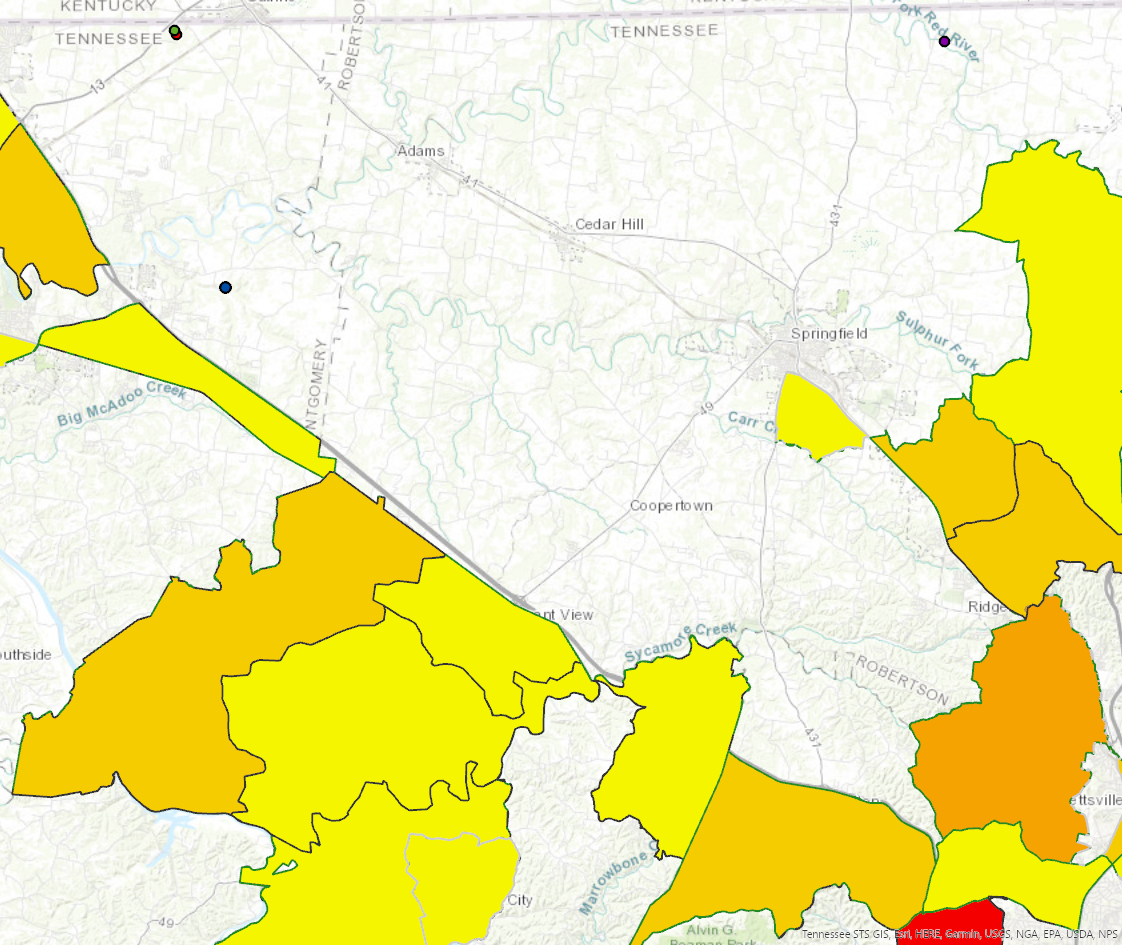 KENTUCKY
TENNESSEE
TENNESSEE
Fork Red River
13
41
ROBERTSON
Adams
41
Cedar Hill
431
Springfield
Sulphur Fork
MONTGOMERY
Big McAdoo Creek
49
Carr C
Coopertown
ant View
Ridge
outhside
Sycamore Creek
ROBERTSON
431
ettsville
Marrowbone C
City
49
Alvin G.
Beaman Park
Tennessee STS GIS, Esri, HERE, Garmin, USGS, NGA, EPA, USDA, NPS